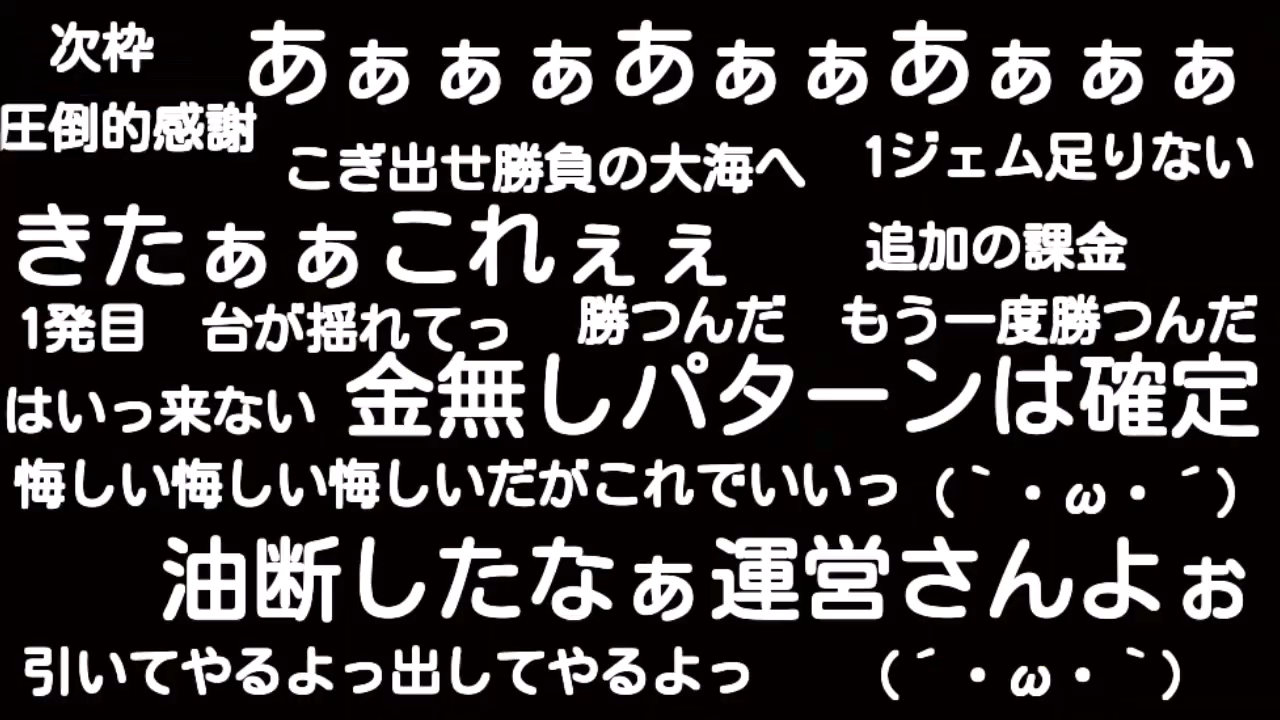 次枠
あぁぁぁあぁぁあぁぁぁ
圧倒的感謝
こぎ出せ勝負の大海へ
1ジェム足りない
きたぁぁこれぇぇ
追加の課金
1発目　台が揺れてっ
勝つんだ　もう一度勝つんだ
はいっ来ない
金無しパターンは確定
悔しい悔しい悔しいだがこれでいいっ
(｀・ω・´)
油断したなぁ運営さんよぉ
引いてやるよっ出してやるよっ
(´・ω・｀)